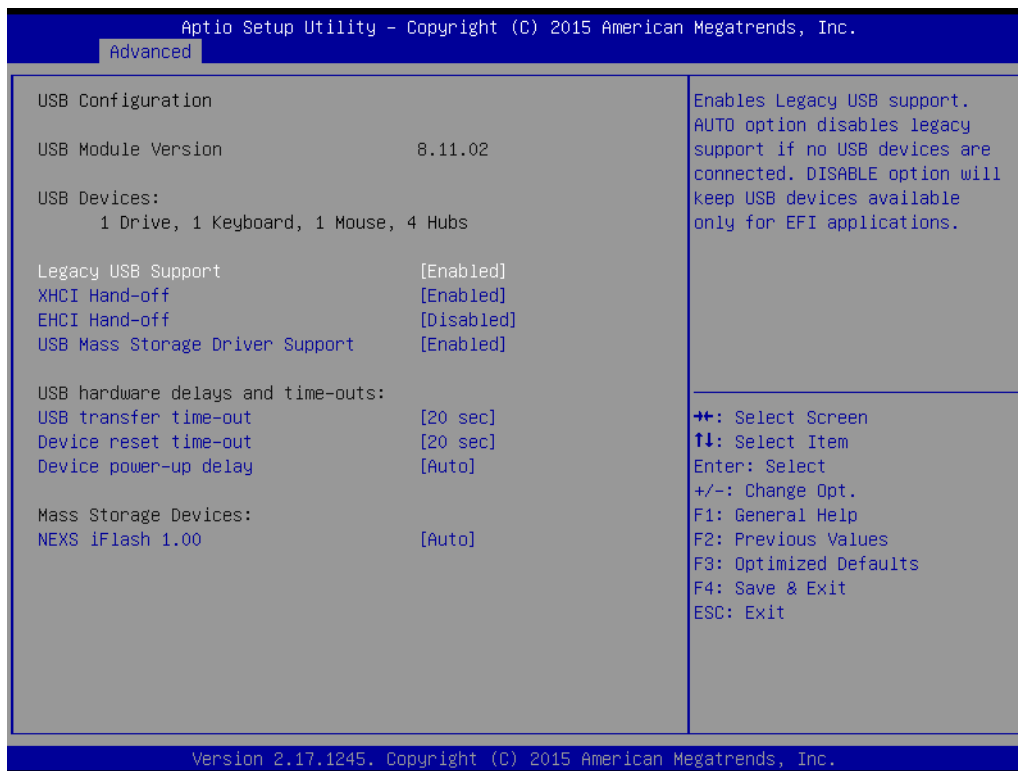 Aptio Setup Utility – Copyright (C) 2015 American Megatrends, Inc.
Advanced
USB Configuration
USB Module Version 8.11.02
USB Devices:
1 Drive, 1 Keyboard, 1 Mouse, 4 Hubs
Legacy USB Support [Enabled]
XHCI Hand-off [Enabled]
EHCI Hand-off [Disabled]
USB Mass Storage Driver Support [Enabled]
USB hardware delays and time-outs:
USB transfer time-out [20 sec]
Device reset time-out [20 sec]
Device power-up delay [Auto]
Mass Storage Devices:
NEXS iFlash 1.00 [Auto]
Enables Legacy USB support.
AUTO option disables legacy
support if no USB devices are
connected. DISABLE option will
keep USB devices available
only for EFI applications.
→←: Select Screen
↑↓: Select Item
Enter: Select
+/-: Change Opt.
F1: General Help
F2: Previous Values
F3: Optimized Defaults
F4: Save & Exit
ESC: Exit
Version 2.17.1245. Copyright (C) 2015 American Megatrends, Inc.